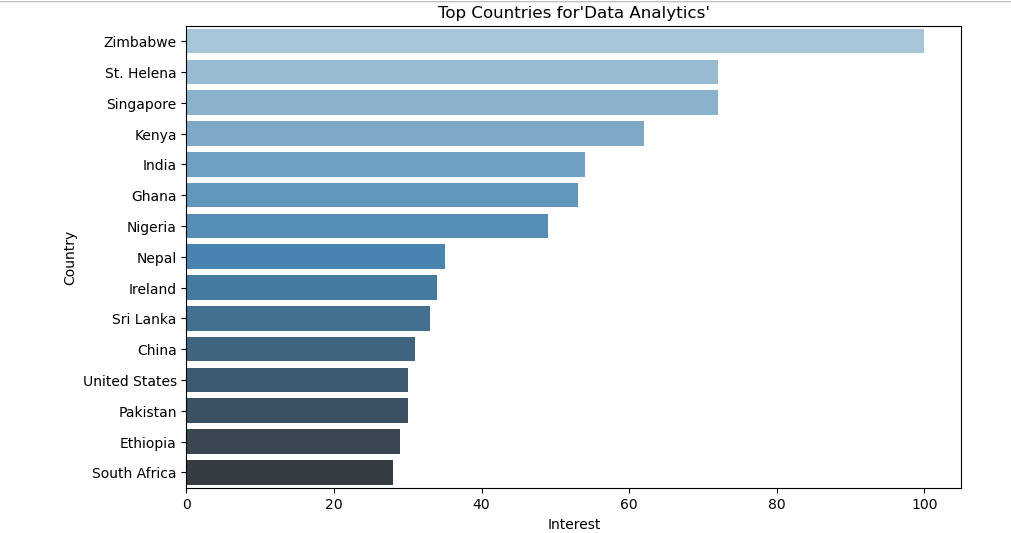 Top Countries for'Data Analytics'
Zimbabwe
St. Helena
Singapore
Kenya
India
Ghana
Nigeria
Nepal
Ireland
Sri Lanka
China
United States
Pakistan
Ethiopia
South Africa
Country
0 20 40 60 80 100
Interest